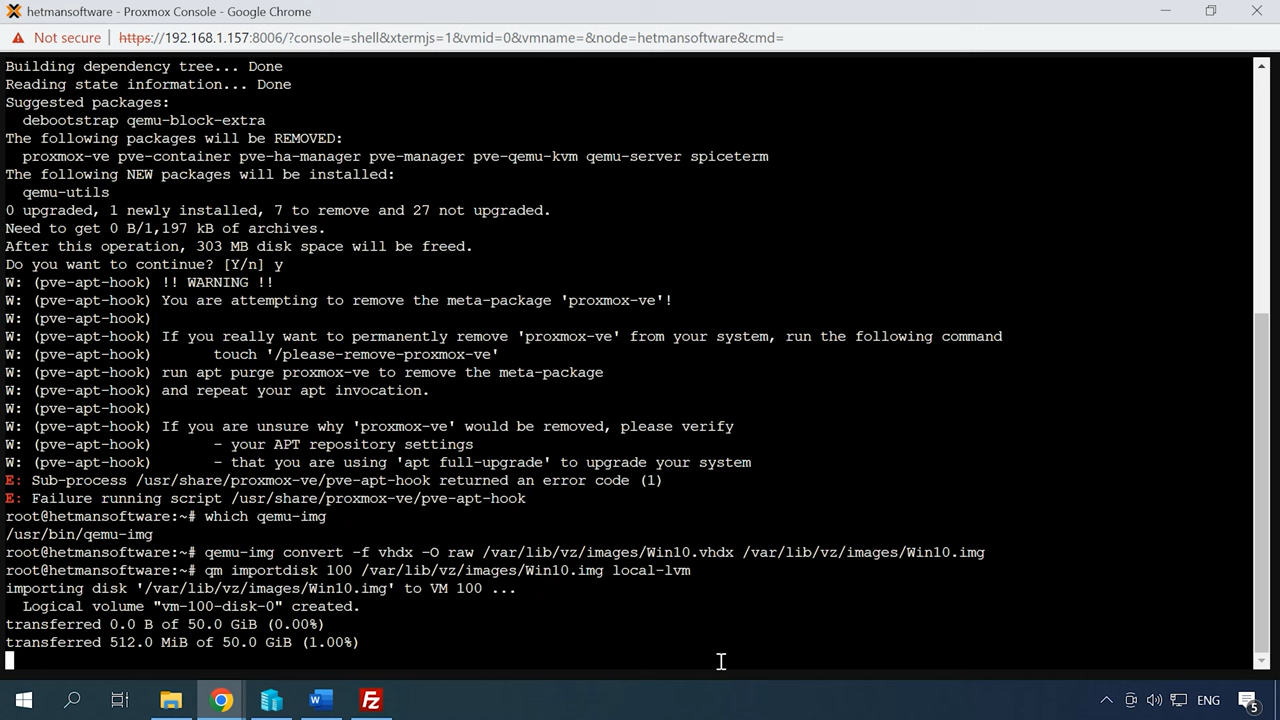 hetmansoftware - Proxmox Console - Google Chrome
Not secure https://192.168.1.157:8006/?console=shell&xtermjs=1&vmid=0&vmname=&node=hetmansoftware&cmd=
Building dependency tree... Done
Reading state information... Done
Suggested packages:
  debootstrap qemu-block-extra
The following packages will be REMOVED:
  proxmox-ve pve-container pve-ha-manager pve-manager pve-qemu-kvm qemu-server spiceterm
The following NEW packages will be installed:
  qemu-utils
0 upgraded, 1 newly installed, 7 to remove and 27 not upgraded.
Need to get 0 B/1,197 kB of archives.
After this operation, 303 MB disk space will be freed.
Do you want to continue? [Y/n] y
W: (pve-apt-hook) !! WARNING !!
W: (pve-apt-hook) You are attempting to remove the meta-package 'proxmox-ve'!
W: (pve-apt-hook)
W: (pve-apt-hook) If you really want to permanently remove 'proxmox-ve' from your system, run the following command
W: (pve-apt-hook)       touch '/please-remove-proxmox-ve'
W: (pve-apt-hook) run apt purge proxmox-ve to remove the meta-package
W: (pve-apt-hook) and repeat your apt invocation.
W: (pve-apt-hook)
W: (pve-apt-hook) If you are unsure why 'proxmox-ve' would be removed, please verify
W: (pve-apt-hook)       - your APT repository settings
W: (pve-apt-hook)       - that you are using 'apt full-upgrade' to upgrade your system
E: Sub-process /usr/share/proxmox-ve/pve-apt-hook returned an error code (1)
E: Failure running script /usr/share/proxmox-ve/pve-apt-hook
root@hetmansoftware:~# which qemu-img
/usr/bin/qemu-img
root@hetmansoftware:~# qemu-img convert -f vhdx -O raw /var/lib/vz/images/Win10.vhdx /var/lib/vz/images/Win10.img
root@hetmansoftware:~# qm importdisk 100 /var/lib/vz/images/Win10.img local-lvm
importing disk '/var/lib/vz/images/Win10.img' to VM 100 ...
  Logical volume "vm-100-disk-0" created.
transferred 0.0 B of 50.0 GiB (0.00%)
transferred 512.0 MiB of 50.0 GiB (1.00%)
W
Fz
ENG
5